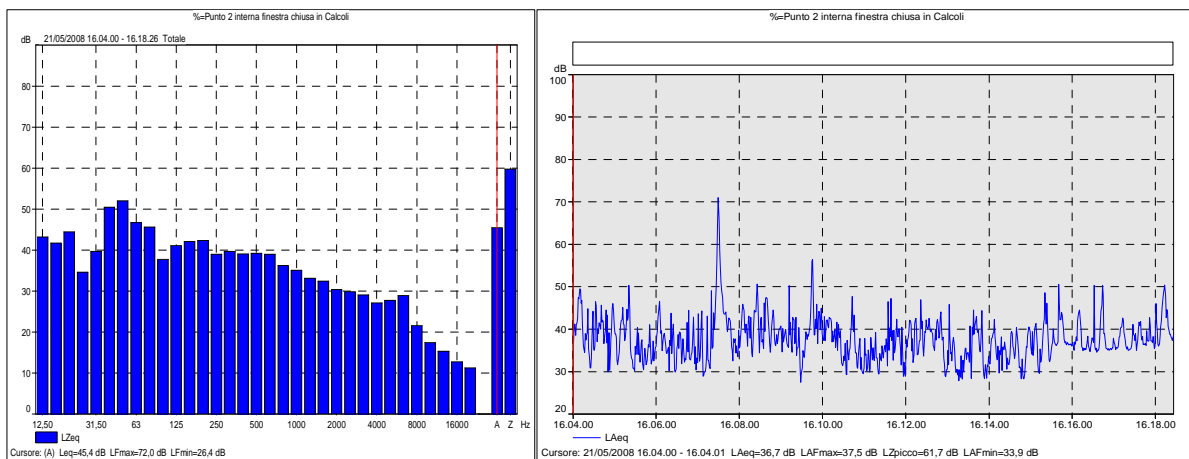 %=Punto 2 interna finestra chiusa in Calcoli
dB 21/05/2008 16.04.00 - 16.18.26 Totale
80
70
60
50
40
30
20
10
0
12,50 31,50 63 125 250 500 1000 2000 4000 8000 16000 A Z Hz
LZeq
Cursore: (A) Leq=45,4 dB LFmax=72,0 dB LFmin=26,4 dB
%=Punto 2 interna finestra chiusa in Calcoli
dB
100
90
80
70
60
50
40
30
20
16.04.00 16.06.00 16.08.00 16.10.00 16.12.00 16.14.00 16.16.00 16.18.00
LAeq
Cursore: 21/05/2008 16.04.00 - 16.04.01 LAeq=36,7 dB LAFmax=37,5 dB LZpicco=61,7 dB LAFmin=33,9 dB